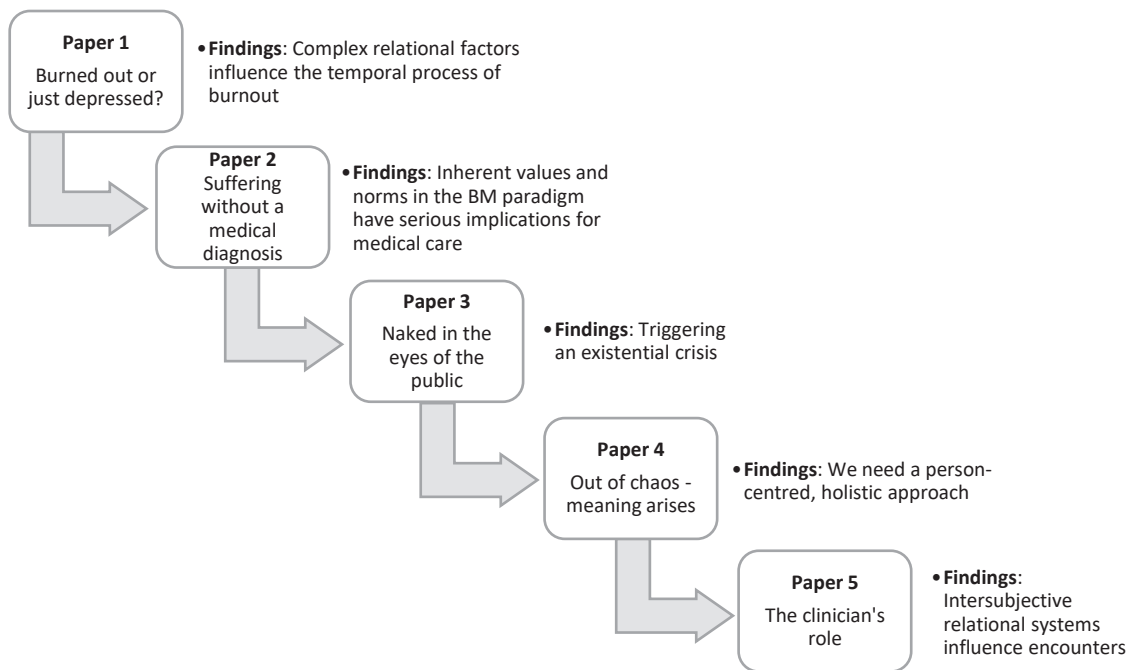 Paper 1
Burned out or
just depressed?
•Findings: Complex relational factors
influence the temporal process of
burnout
Paper 2
Suffering
without a
medical
diagnosis
•Findings: Inherent values and
norms in the BM paradigm
have serious implications for
medical care
Paper 3
Naked in the
eyes of the
public
•Findings: Triggering
an existential crisis
Paper 4
Out of chaos -
meaning arises
•Findings: We need a person-
centred, holistic approach
Paper 5
The clinician's
role
•Findings:
Intersubjective
relational systems
influence encounters